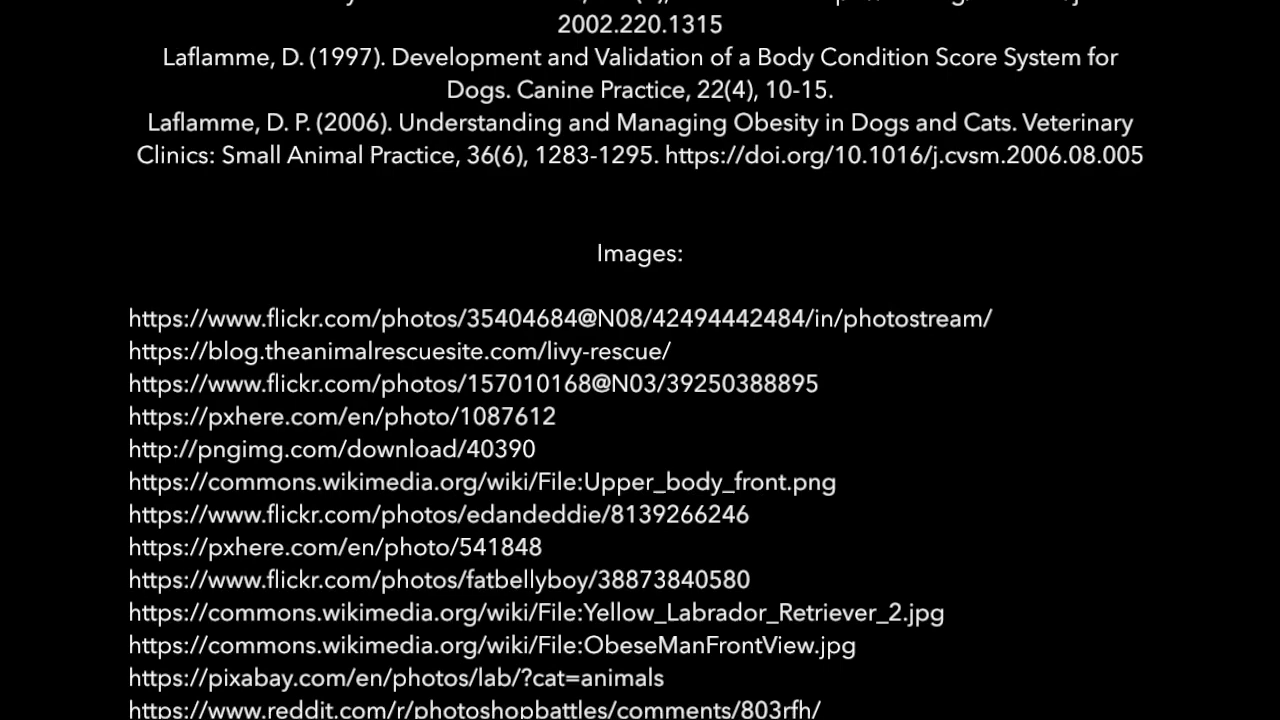 2002.220.1315
Laflamme, D. (1997). Development and Validation of a Body Condition Score System for
Dogs. Canine Practice, 22(4), 10-15.
Laflamme, D. P. (2006). Understanding and Managing Obesity in Dogs and Cats. Veterinary
Clinics: Small Animal Practice, 36(6), 1283-1295. https://doi.org/10.1016/j.cvsm.2006.08.005
Images:
https://www.flickr.com/photos/35404684@N08/42494442484/in/photostream/
https://blog.theanimalrescuesite.com/livy-rescue/
https://www.flickr.com/photos/157010168@N03/39250388895
https://pxhere.com/en/photo/1087612
http://pngimg.com/download/40390
https://commons.wikimedia.org/wiki/File:Upper_body_front.png
https://www.flickr.com/photos/edandeddie/8139266246
https://pxhere.com/en/photo/541848
https://www.flickr.com/photos/fatbellyboy/38873840580
https://commons.wikimedia.org/wiki/File:Yellow_Labrador_Retriever_2.jpg
https://commons.wikimedia.org/wiki/File:ObeseManFrontView.jpg
https://pixabay.com/en/photos/lab/?cat=animals
https://www.reddit.com/r/photoshopbattles/comments/803rfh/